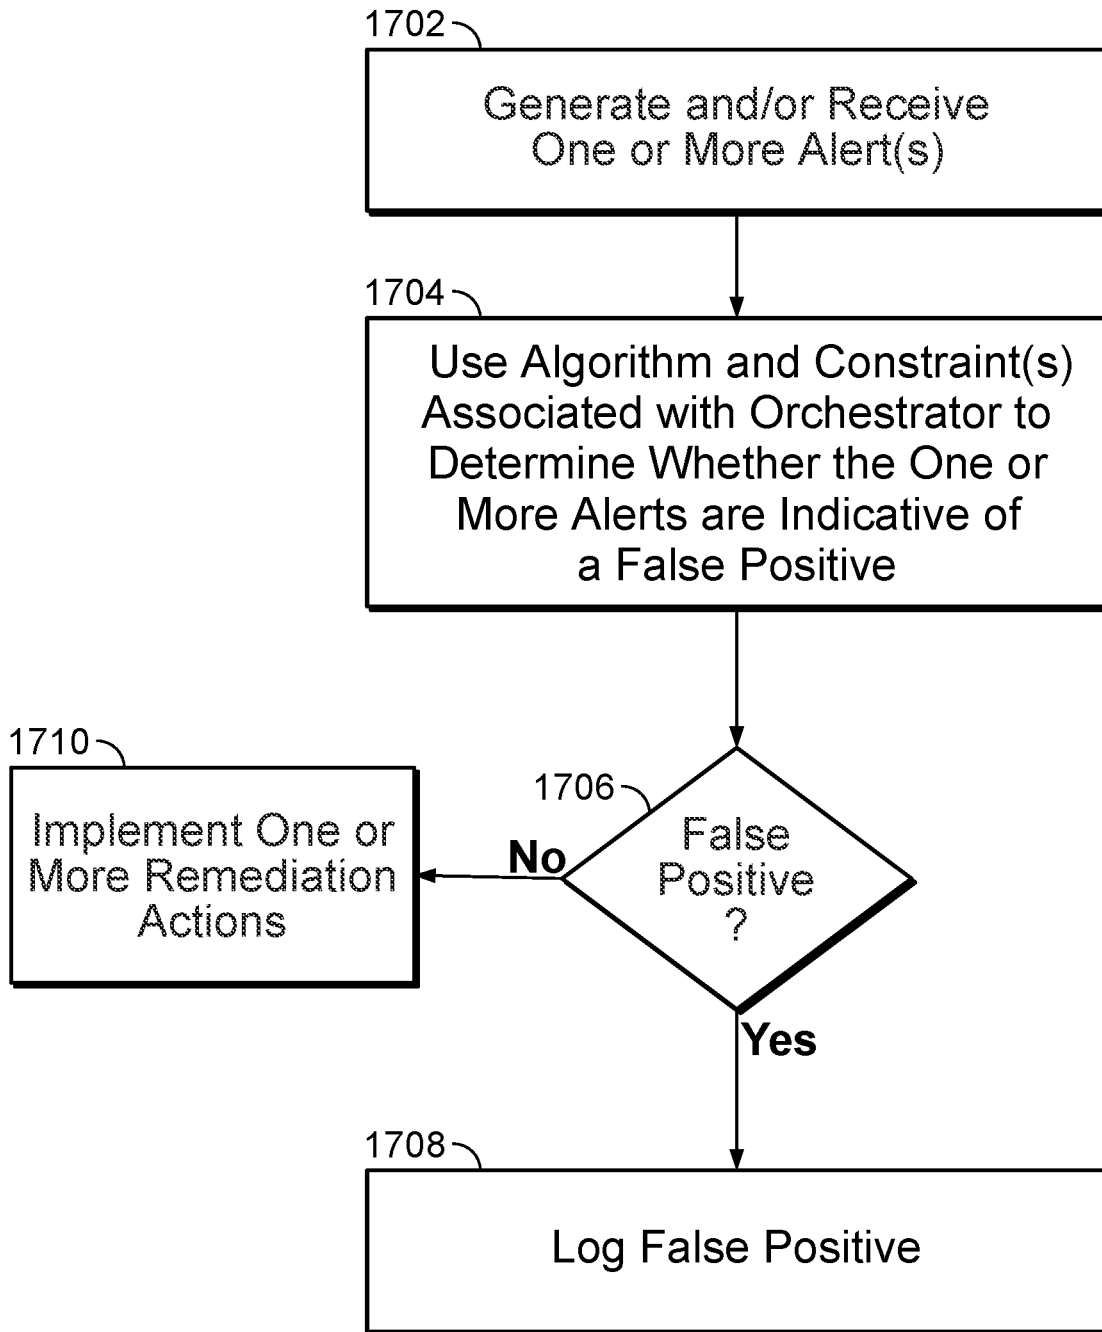 1702
Generate and/or Receive
One or More Alert(s)
1704
Use Algorithm and Constraint(s)
Associated with Orchestrator to
Determine Whether the One or
More Alerts are Indicative of
a False Positive
1710
Implement One or
More Remediation
Actions
1706
False
Positive
?
No
Yes
1708
Log False Positive